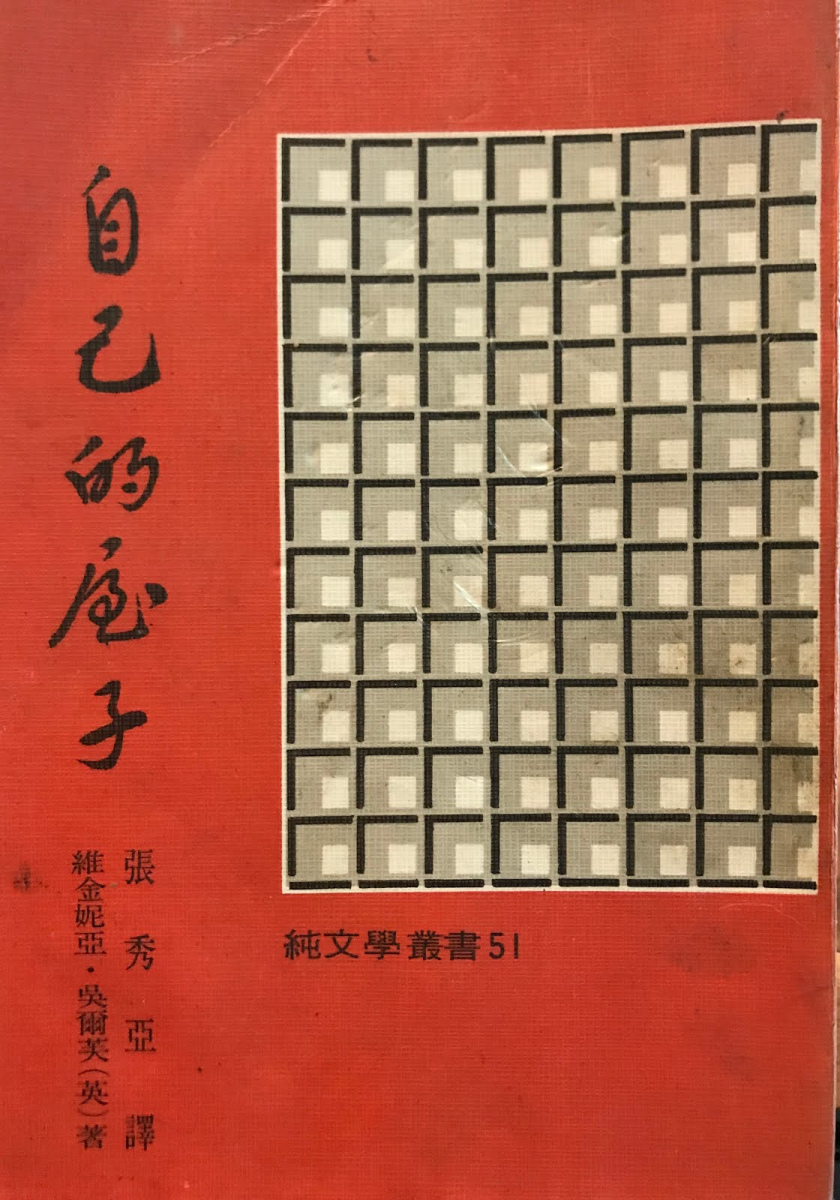 自己的屋子
張秀亞 譯
維金妮亞・吳爾芙(英)著
純文學叢書51